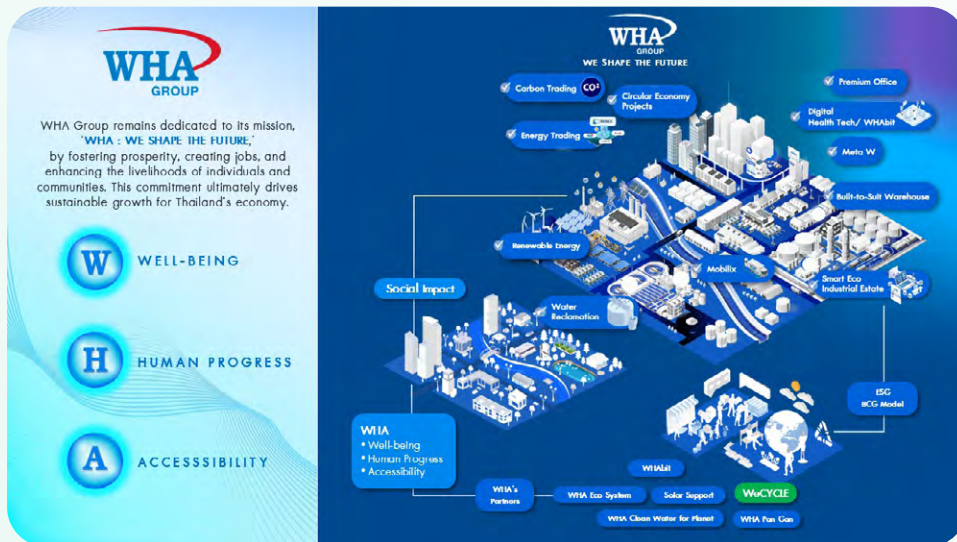 WHA
GROUP
WHA Group remains dedicated to its mission,
'WHA : WE SHAPE THE FUTURE,'
by fostering prosperity, creating jobs, and
enhancing the livelihoods of individuals and
communities. This commitment ultimately drives
sustainable growth for Thailand's economy.
W
WELL-BEING
H
HUMAN PROGRESS
A
ACCESSSIBILITY
WHA
GROUP
WE SHAPE THE FUTURE
Carbon Trading
CO²
Circular Economy
Projects
Energy Trading
Premium Office
Digital
Health Tech/ WHAbit
Meta W
Built-to-Suit Warehouse
Renewable Energy
Mobilix
Smart Eco
Industrial Estate
Social Impact
Water
Reclamation
ESG
BCG Model
WHA
• Well-being
• Human Progress
• Accessibility
WHA's
Partners
WHAbit
WHA Eco System
Solar Support
WeCYCLE
WHA Clean Water for Planet
WHA Pan Gan